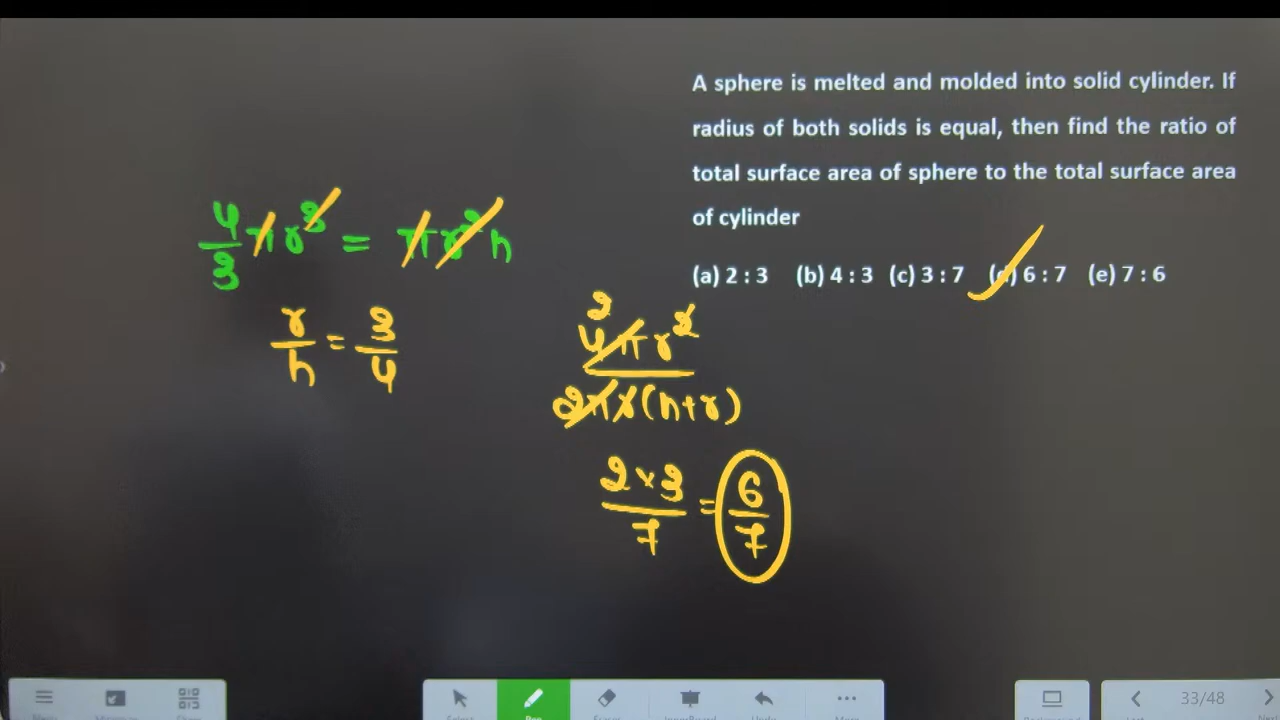 A sphere is melted and molded into solid cylinder. If
radius of both solids is equal, then find the ratio of
total surface area of sphere to the total surface area
of cylinder
(a) 2 : 3 (b) 4 : 3 (c) 3 : 7 (d) 6 : 7 (e) 7 : 6
4/3 πr³ = πr²h
r/h = 3/4
2
4πr²/2πr(h+r)
2×3/7 = 6/7
More
33/48